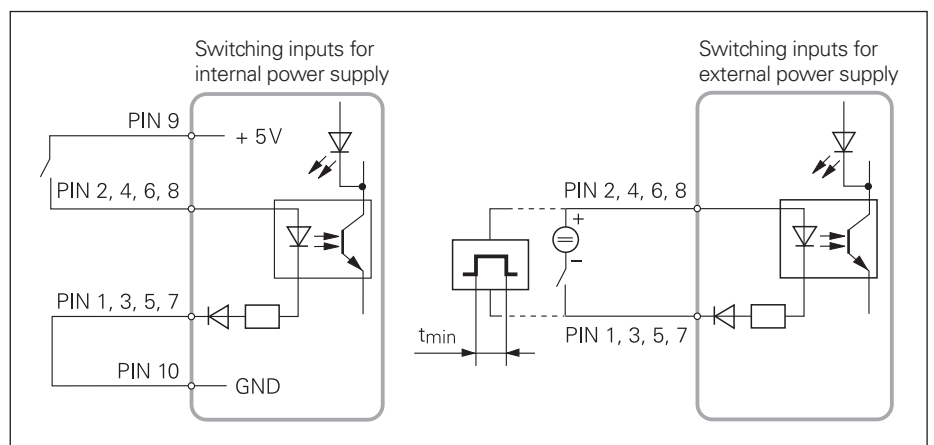 Switching inputs for
internal power supply
PIN 9
+ 5V
PIN 2, 4, 6, 8
PIN 1, 3, 5, 7
PIN 10
GND
Switching inputs for
external power supply
PIN 2, 4, 6, 8
+
–
tmin
PIN 1, 3, 5, 7